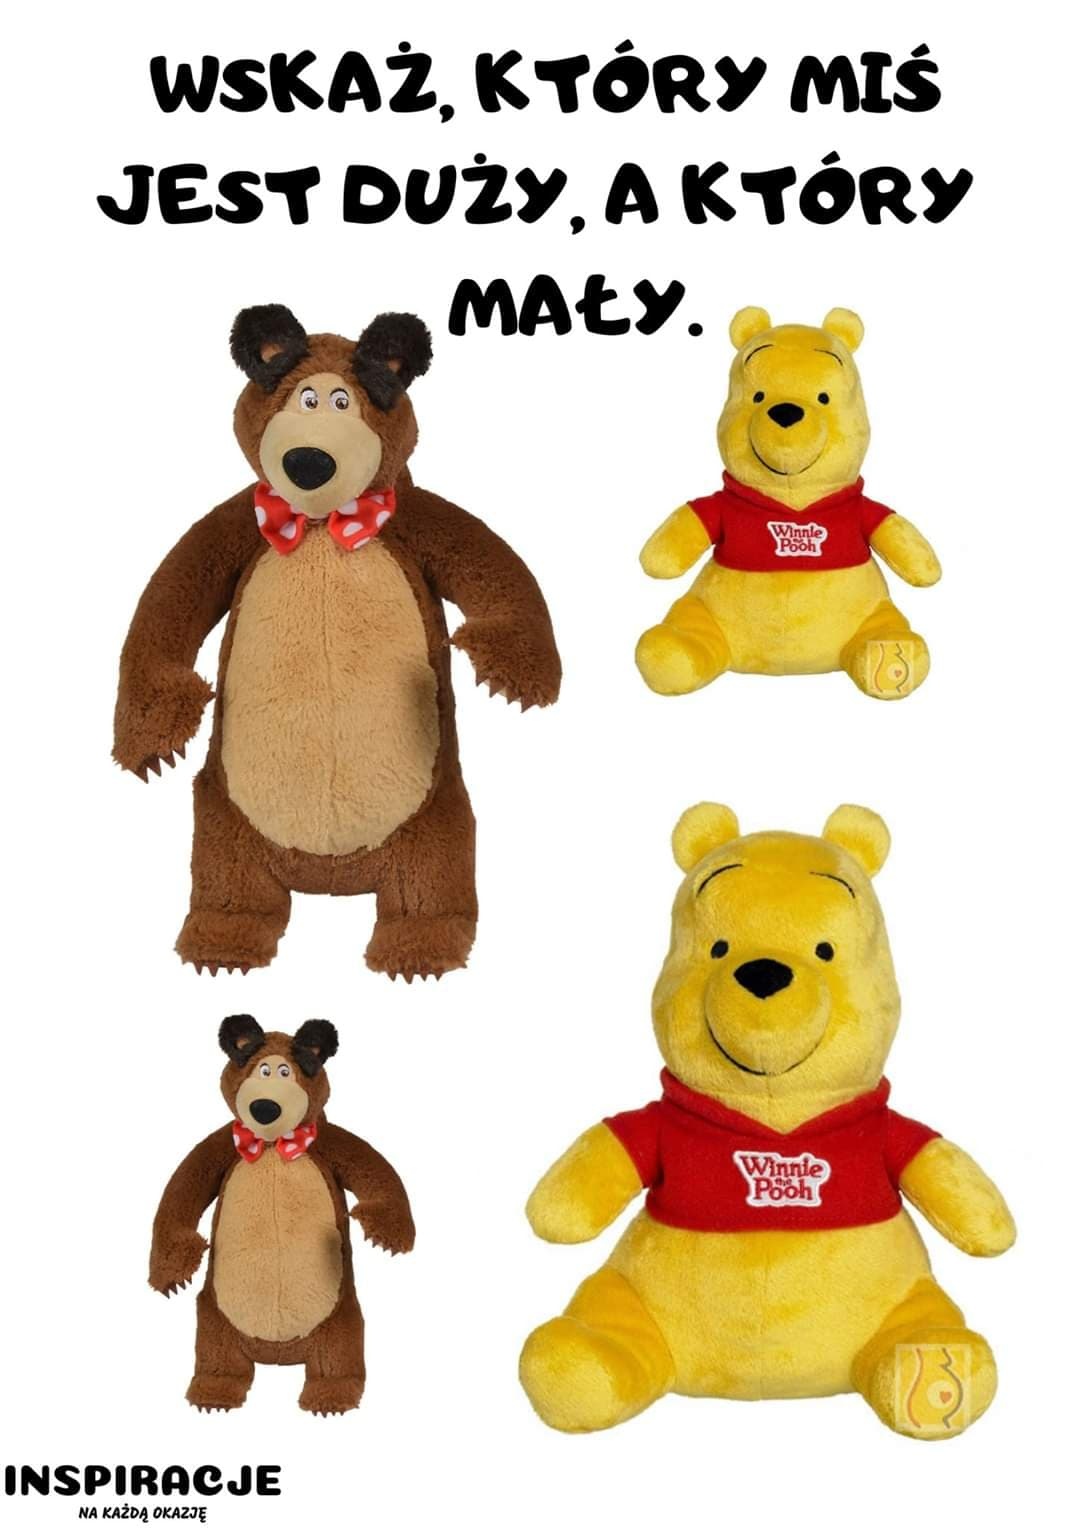 WSKAŻ, KTÓRY MIŚ
JEST DUŻY, A KTÓRY
MAŁY.
Winnie
the
Pooh
Winnie
the
Pooh
INSPIRACJE
NA KAŻDĄ OKAZJĘ